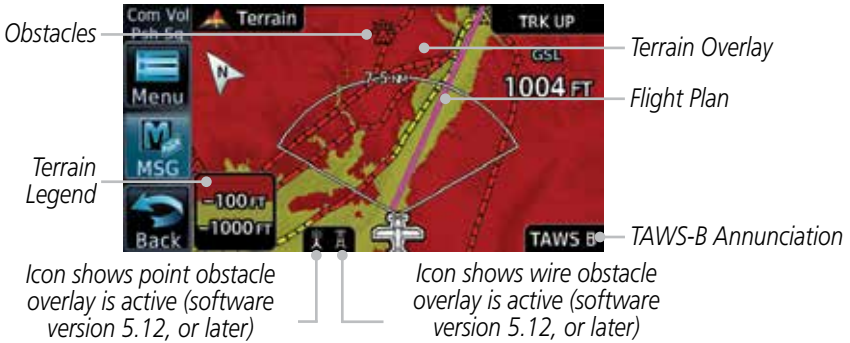 Com Vol
Psh Sq
Terrain
TRK UP
Obstacles
Terrain Overlay
GSL
7.5 NM
1004 FT
Menu
Flight Plan
MSG
Terrain
Legend
-100 FT
-1000 FT
Back
TAWS B
TAWS-B Annunciation
Icon shows point obstacle
overlay is active (software
version 5.12, or later)
Icon shows wire obstacle
overlay is active (software
version 5.12, or later)